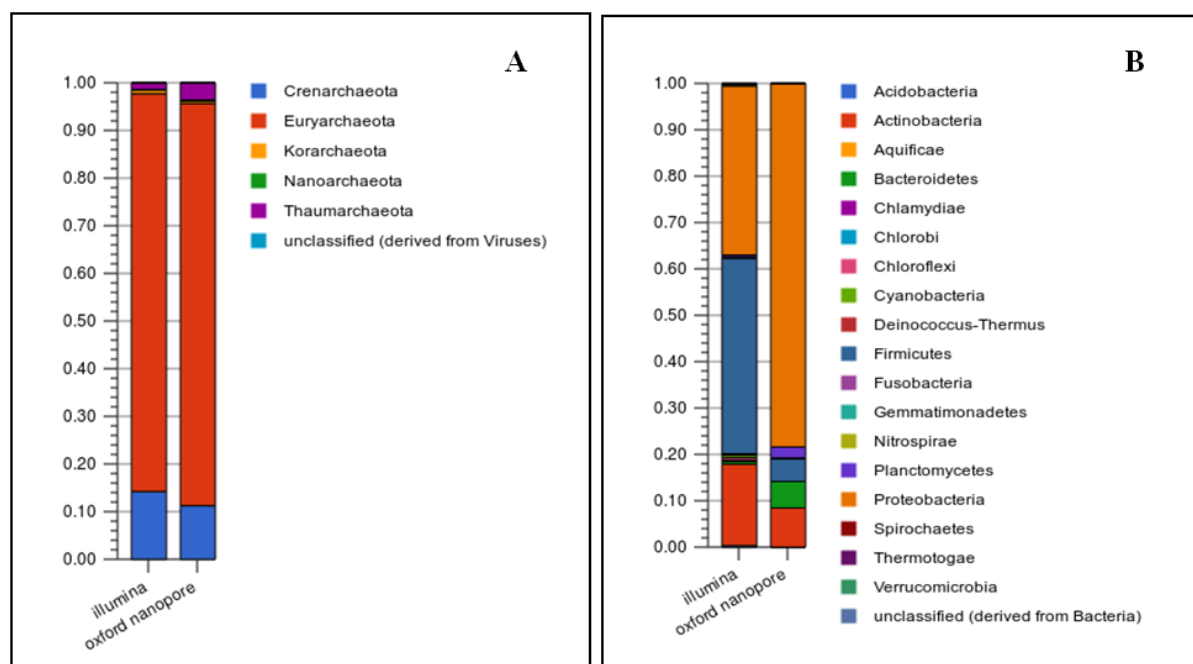 A
1.00
0.90
0.80
0.70
0.60
0.50
0.40
0.30
0.20
0.10
0.00
illumina
oxford nanopore
Crenarchaeota
Euryarchaeota
Korarchaeota
Nanoarchaeota
Thaumarchaeota
unclassified (derived from Viruses)
B
1.00
0.90
0.80
0.70
0.60
0.50
0.40
0.30
0.20
0.10
0.00
illumina
oxford nanopore
Acidobacteria
Actinobacteria
Aquificae
Bacteroidetes
Chlamydiae
Chlorobi
Chloroflexi
Cyanobacteria
Deinococcus-Thermus
Firmicutes
Fusobacteria
Gemmatimonadetes
Nitrospirae
Planctomycetes
Proteobacteria
Spirochaetes
Thermotogae
Verrucomicrobia
unclassified (derived from Bacteria)